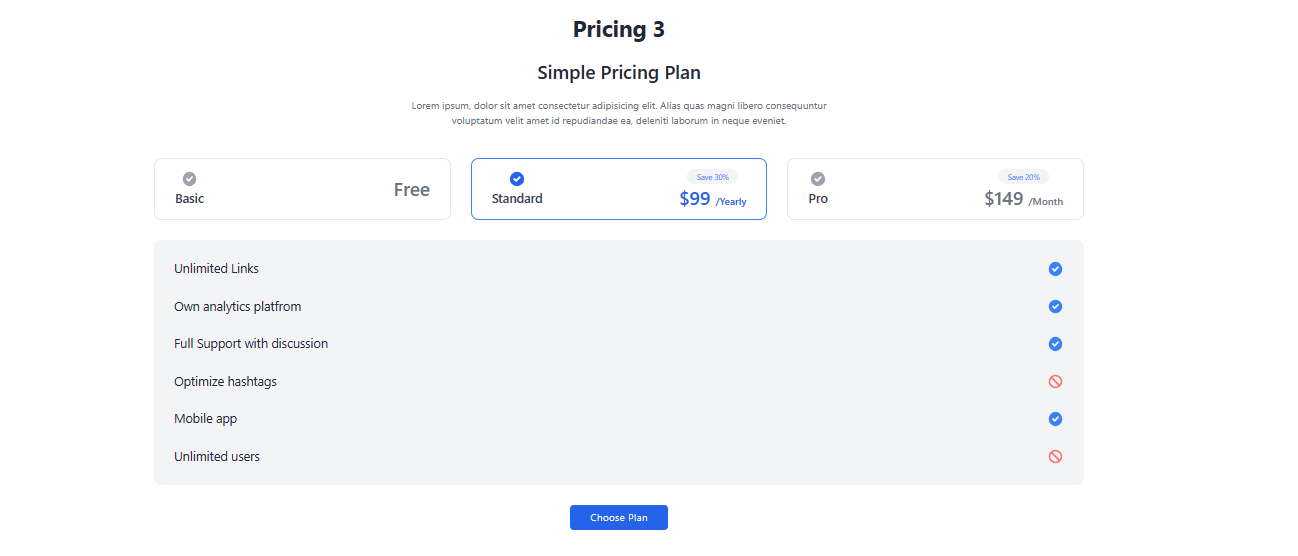 Pricing 3
Simple Pricing Plan
Lorem ipsum, dolor sit amet consectetur adipisicing elit. Alias quas magni libero consequuntur
voluptatum velit amet id repudiandae ea, deleniti laborum in neque eveniet.
Basic
Free
Standard
Save 30%
$99 /Yearly
Pro
Save 20%
$149 /Month
Unlimited Links
Own analytics platfrom
Full Support with discussion
Optimize hashtags
Mobile app
Unlimited users
Choose Plan